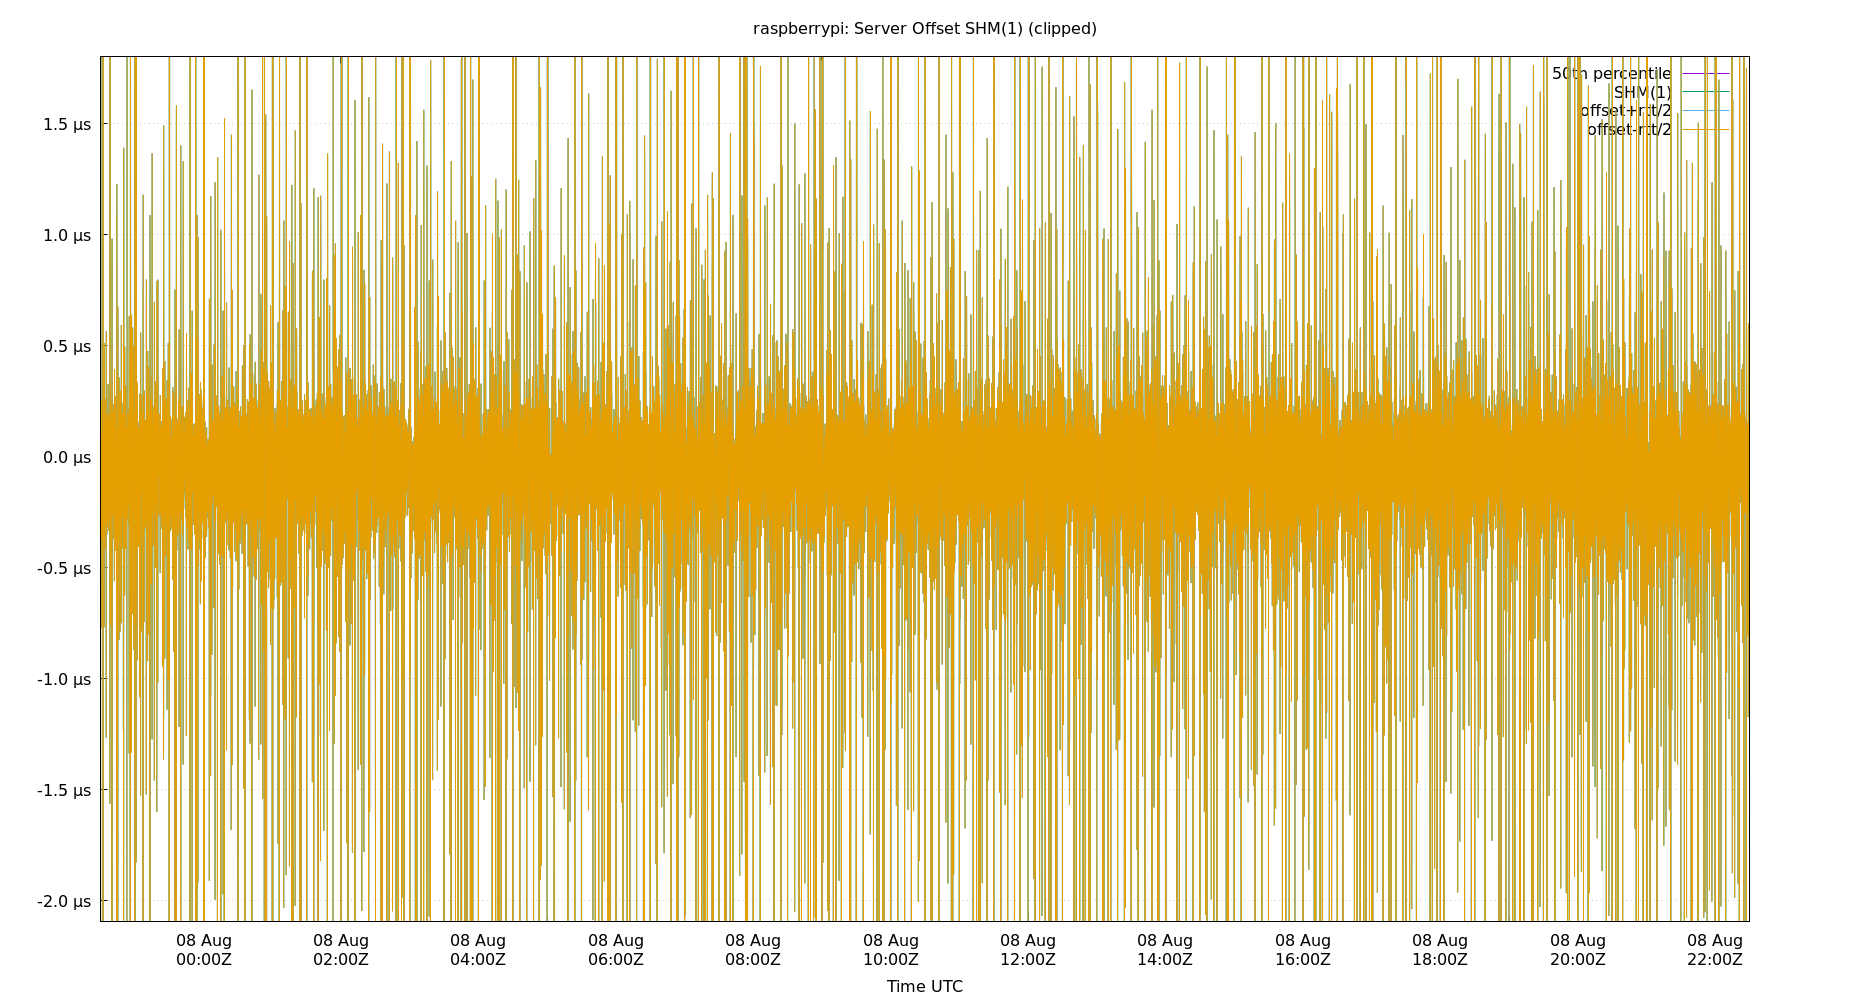 raspberrypi: Server Offset SHM(1) (clipped)
50th percentile
SHM(1)
offset+rtt/2
offset-rtt/2
1.5 µs
1.0 µs
0.5 µs
0.0 µs
-0.5 µs
-1.0 µs
-1.5 µs
-2.0 µs
08 Aug 08 Aug 08 Aug 08 Aug 08 Aug 08 Aug 08 Aug 08 Aug 08 Aug 08 Aug 08 Aug 08 Aug
00:00Z 02:00Z 04:00Z 06:00Z 08:00Z 10:00Z 12:00Z 14:00Z 16:00Z 18:00Z 20:00Z 22:00Z
Time UTC